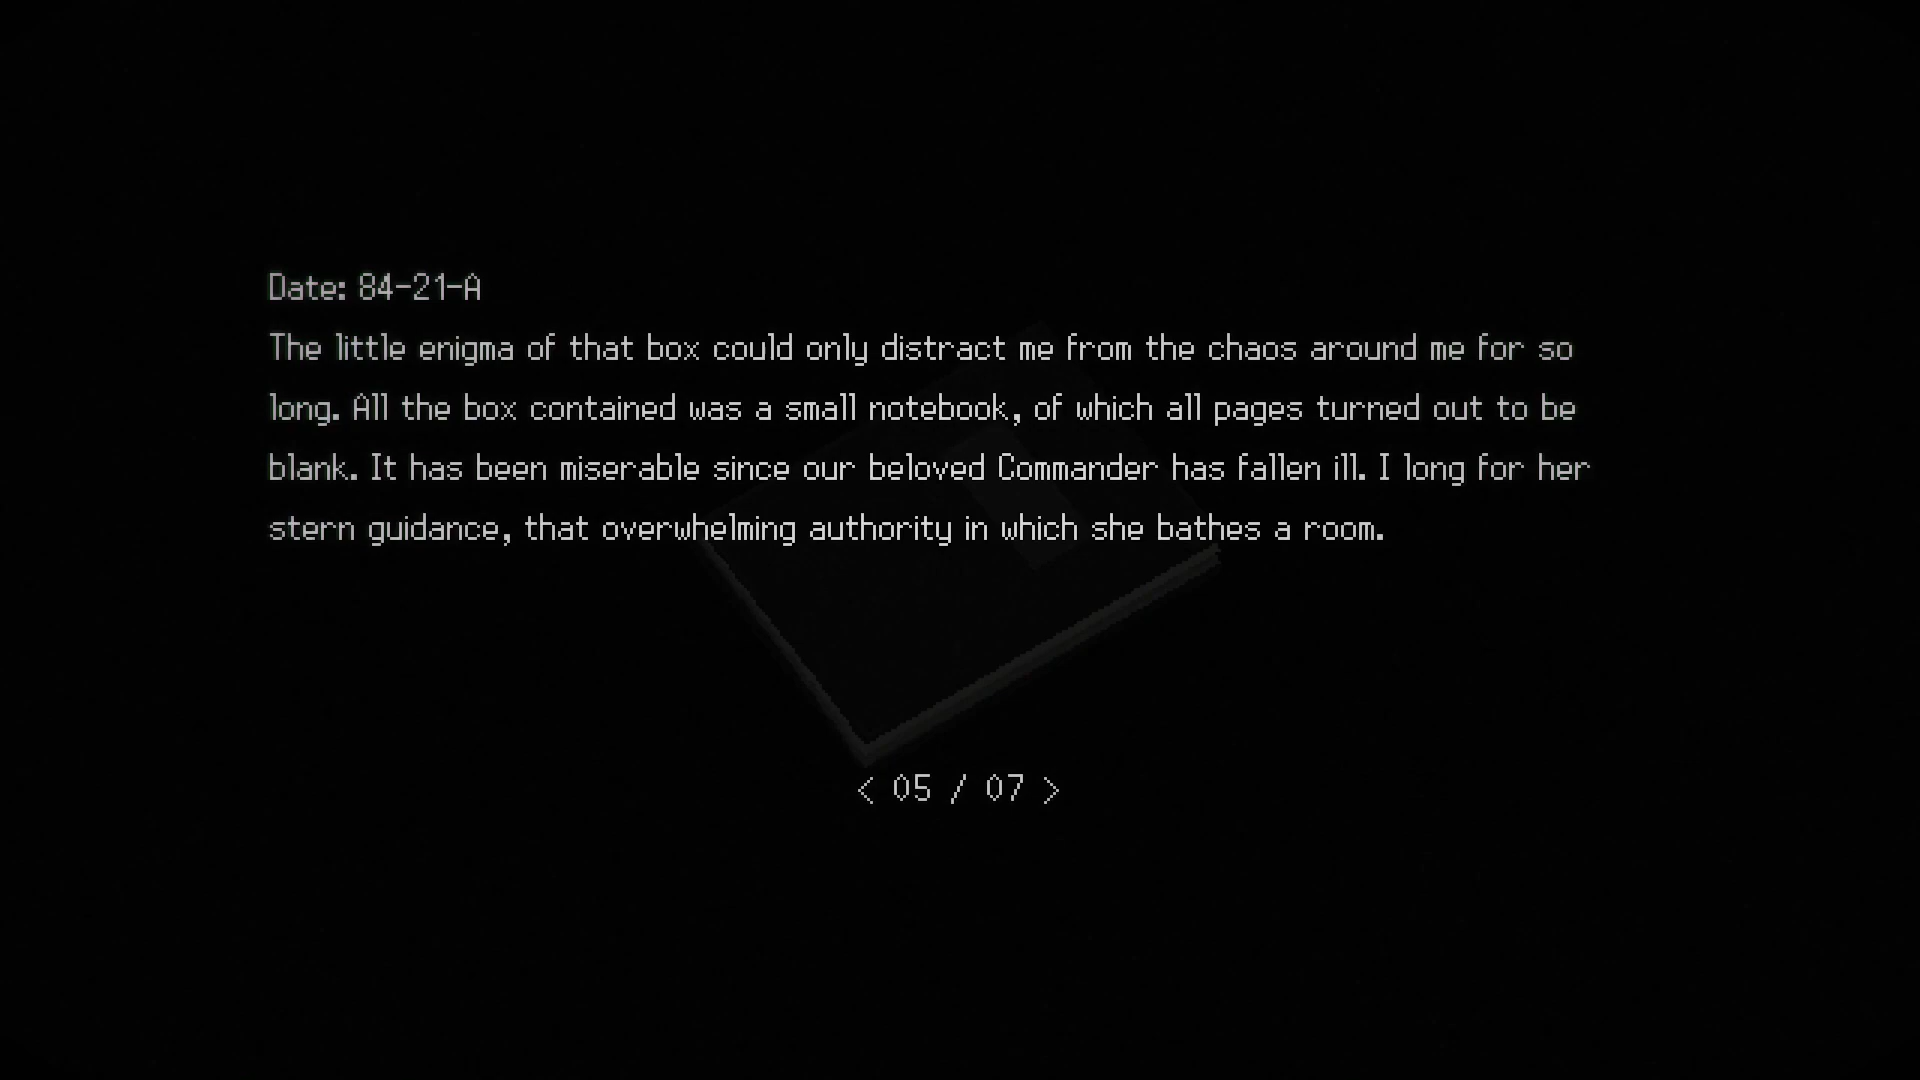 Date: 84-21-A
The little enigma of that box could only distract me from the chaos around me for so
long. All the box contained was a small notebook, of which all pages turned out to be
blank. It has been miserable since our beloved Commander has fallen ill. I long for her
stern guidance, that overwhelming authority in which she bathes a room.
< 05 / 07 >